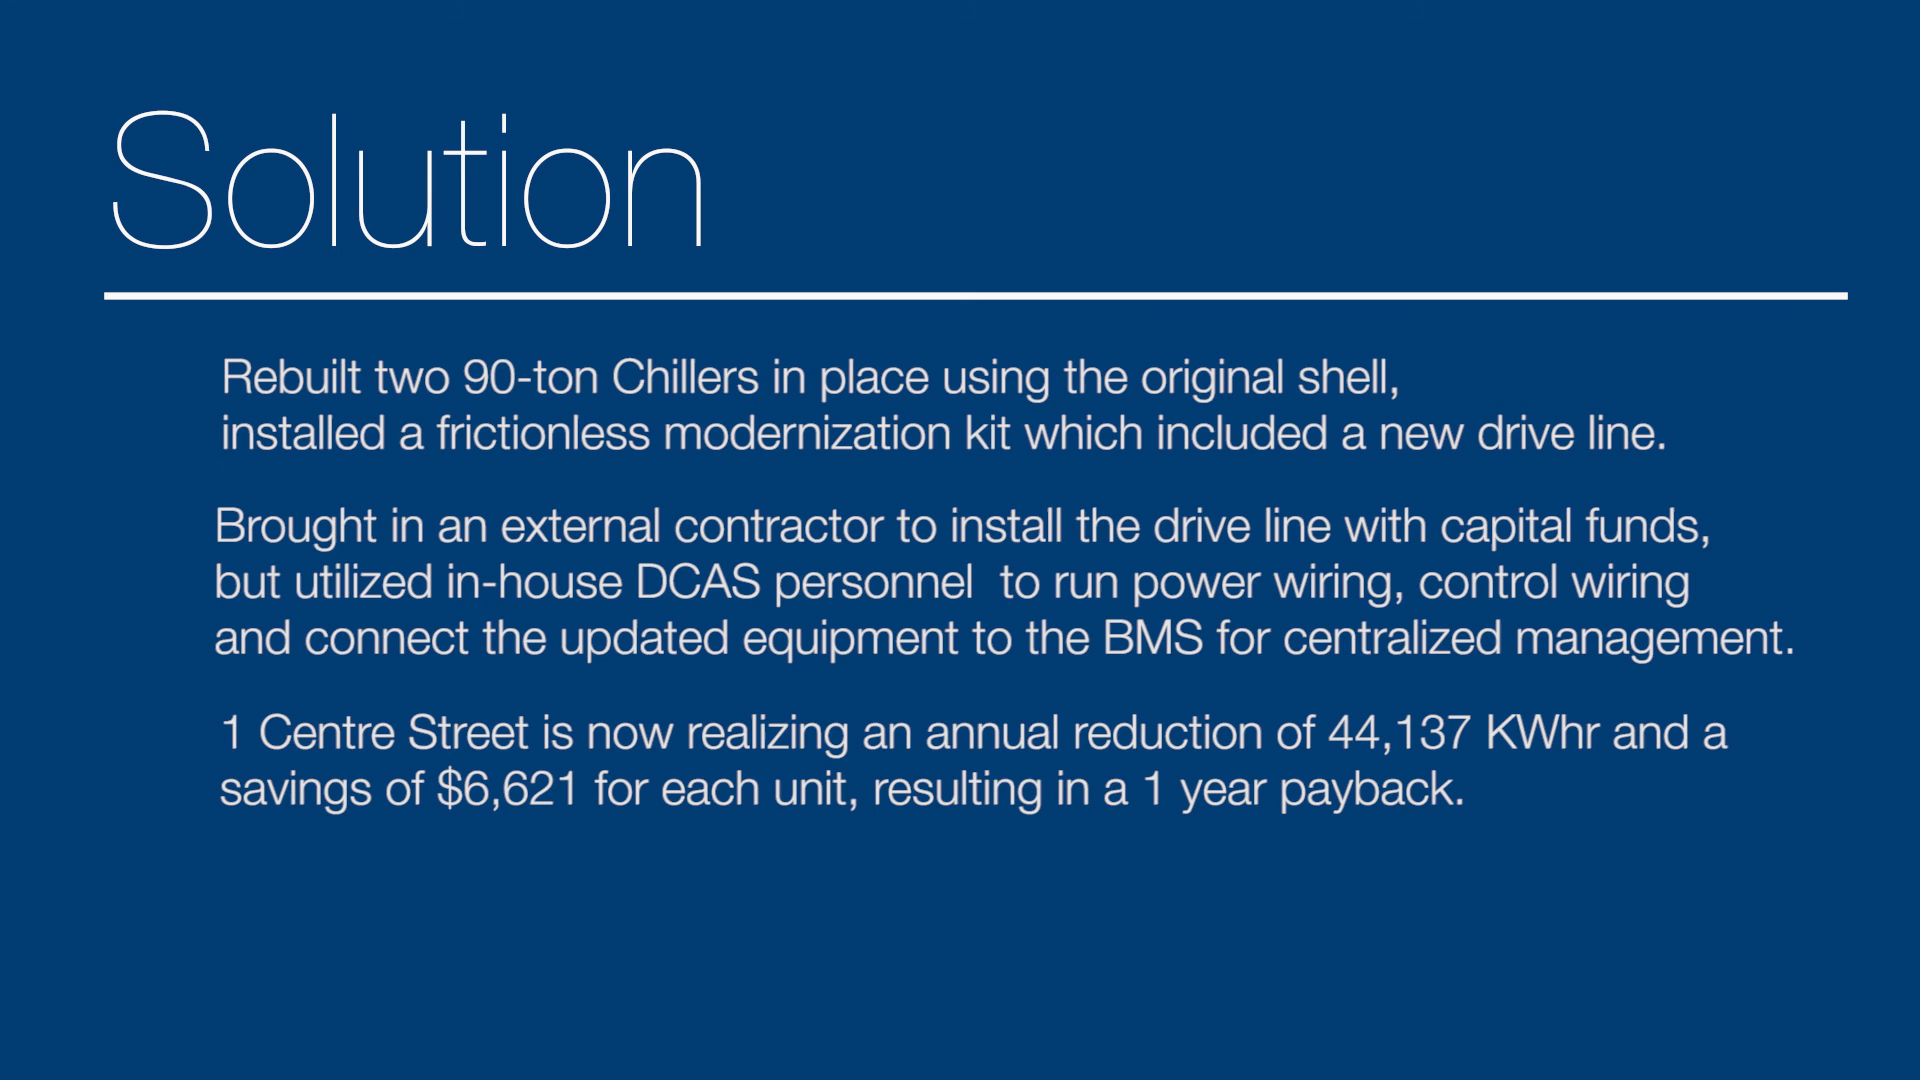 Solution
Rebuilt two 90-ton Chillers in place using the original shell,
installed a frictionless modernization kit which included a new drive line.
Brought in an external contractor to install the drive line with capital funds,
but utilized in-house DCAS personnel  to run power wiring, control wiring
and connect the updated equipment to the BMS for centralized management.
1 Centre Street is now realizing an annual reduction of 44,137 KWhr and a
savings of $6,621 for each unit, resulting in a 1 year payback.